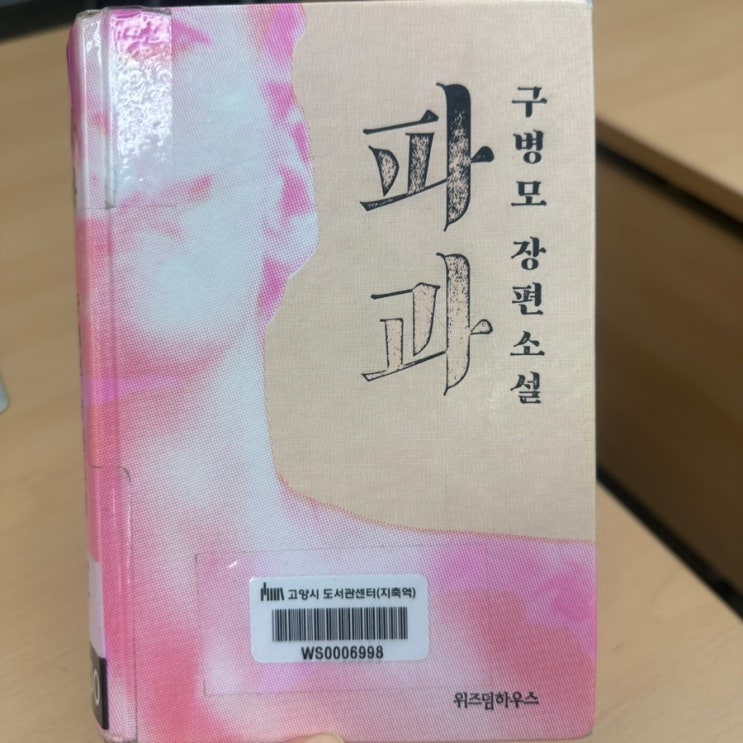 구병모 장편소설
파과
고양시 도서관센터(지축역)
WS0006998
위즈덤하우스